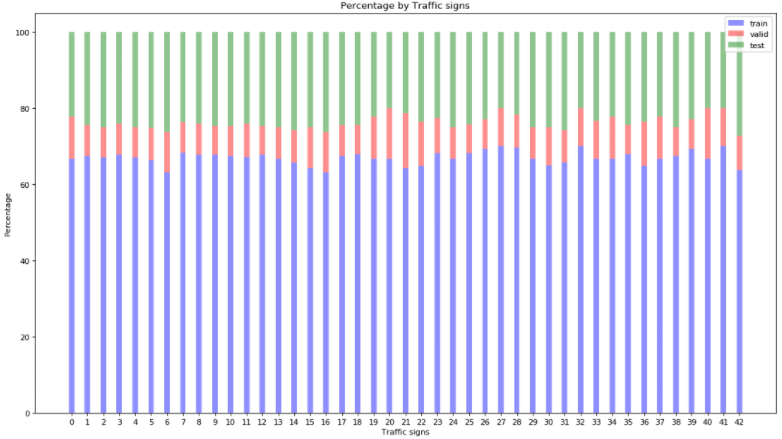 Percentage by Traffic signs
train
valid
test
100
80
60
40
20
0
Percentage
0 1 2 3 4 5 6 7 8 9 10 11 12 13 14 15 16 17 18 19 20 21 22 23 24 25 26 27 28 29 30 31 32 33 34 35 36 37 38 39 40 41 42
Traffic signs